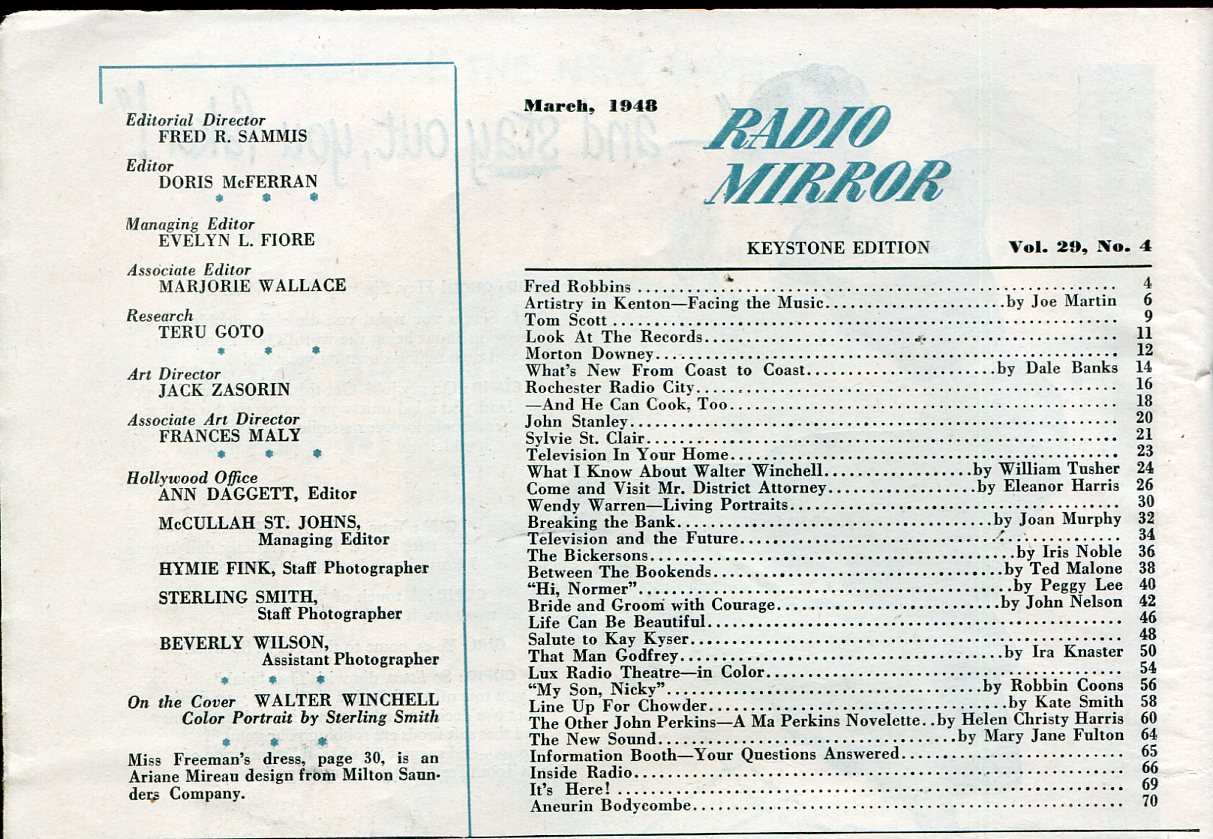 Editorial Director
FRED R. SAMMIS
Editor
DORIS McFERRAN
* * *
Managing Editor
EVELYN L. FIORE
Associate Editor
MARJORIE WALLACE
Research
TERU GOTO
* * *
Art Director
JACK ZASORIN
Associate Art Director
FRANCES MALY
* * *
Hollywood Office
ANN DAGGETT, Editor
McCULLAH ST. JOHNS,
Managing Editor
HYMIE FINK, Staff Photographer
STERLING SMITH,
Staff Photographer
BEVERLY WILSON,
Assistant Photographer
* * *
On the Cover WALTER WINCHELL
Color Portrait by Sterling Smith
* * *
Miss Freeman's dress, page 30, is an
Ariane Mireau design from Milton Saun-
ders Company.
March, 1948
RADIO
MIRROR
KEYSTONE EDITION Vol. 29, No. 4
Fred Robbins 4
Artistry in Kenton—Facing the Music by Joe Martin 6
Tom Scott 9
Look At The Records 11
Morton Downey 12
What's New From Coast to Coast by Dale Banks 14
Rochester Radio City 16
—And He Can Cook, Too 18
John Stanley 20
Sylvie St. Clair 21
Television In Your Home 23
What I Know About Walter Winchell by William Tusher 24
Come and Visit Mr. District Attorney by Eleanor Harris 26
Wendy Warren—Living Portraits 30
Breaking the Bank by Joan Murphy 32
Television and the Future 34
The Bickersons by Iris Noble 36
Between The Bookends by Ted Malone 38
"Hi, Normer" by Peggy Lee 40
Bride and Groom with Courage by John Nelson 42
Life Can Be Beautiful 46
Salute to Kay Kyser 48
That Man Godfrey by Ira Knaster 50
Lux Radio Theatre—in Color 54
"My Son, Nicky" by Robbin Coons 56
Line Up For Chowder by Kate Smith 58
The Other John Perkins—A Ma Perkins Novelette by Helen Christy Harris 60
The New Sound by Mary Jane Fulton 64
Information Booth—Your Questions Answered 65
Inside Radio 66
It's Here! 69
Aneurin Bodycombe 70